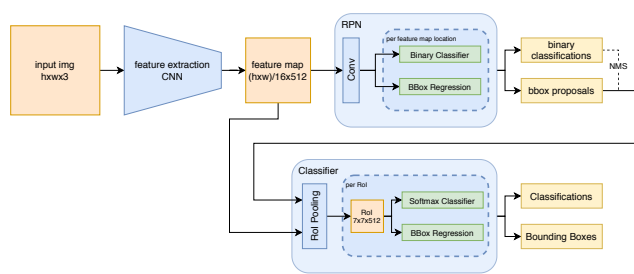 RPN
per feature map location
input img
hxwx3
feature extraction
CNN
feature map
(hxw)/16x512
Conv
Binary Classifier
BBox Regression
binary
classifications
NMS
bbox proposals
Classifier
per RoI
RoI Pooling
RoI
7x7x512
Softmax Classifier
BBox Regression
Classifications
Bounding Boxes